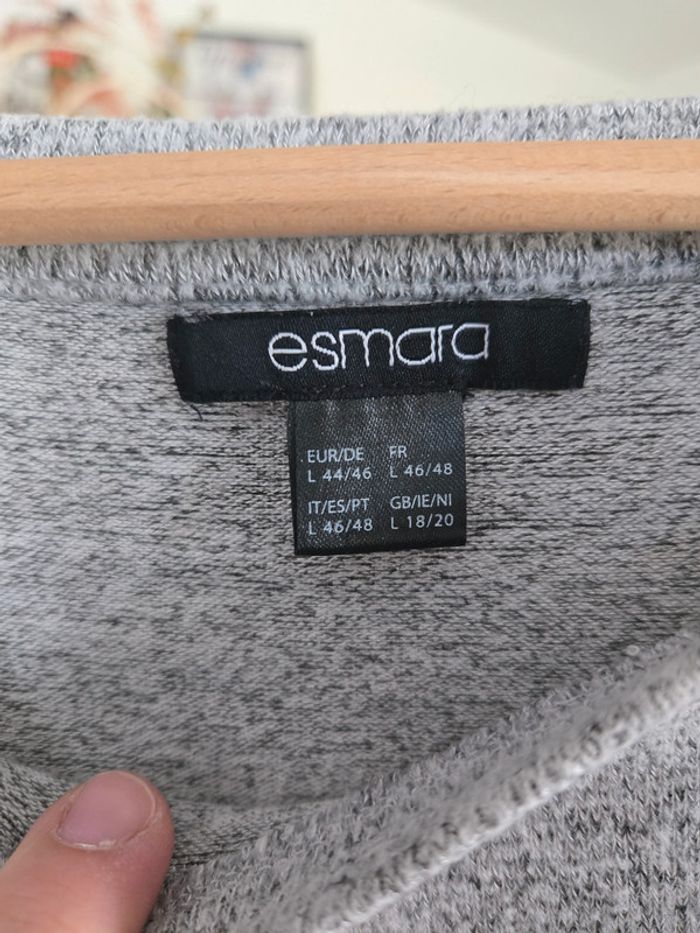 esmara
EUR/DE FR
L 44/46 L 46/48
IT/ES/PT GB/IE/NI
L 46/48 L 18/20